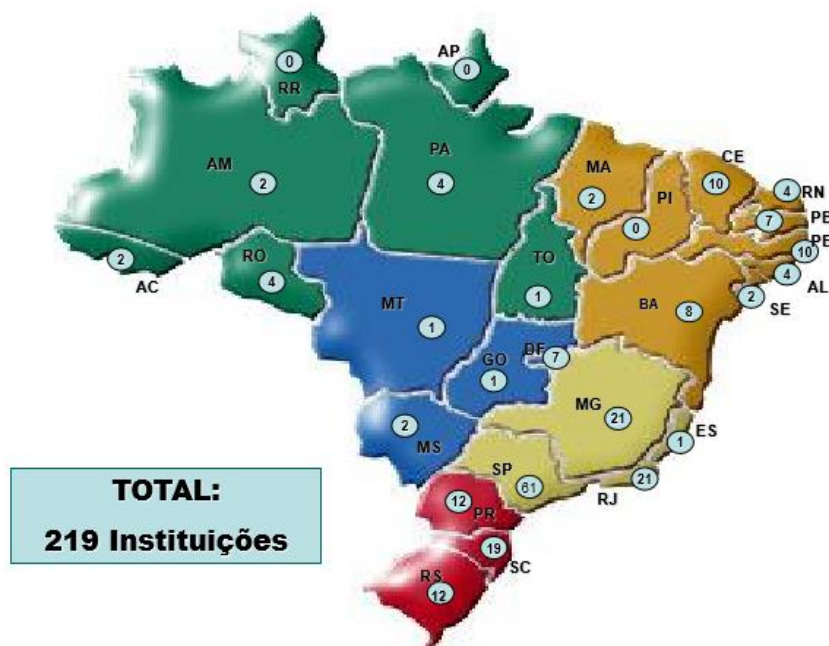 0
RR
AP
0
AM
2
PA
4
MA
2
PI
0
CE
10
4
RN
7
PB
PE
10
4
AL
2
SE
2
AC
RO
4
TO
1
MT
1
BA
8
GO
1
DF
7
2
MS
MG
21
ES
1
SP
61
21
RJ
12
PR
19
SC
RS
12
TOTAL:
219 Instituições